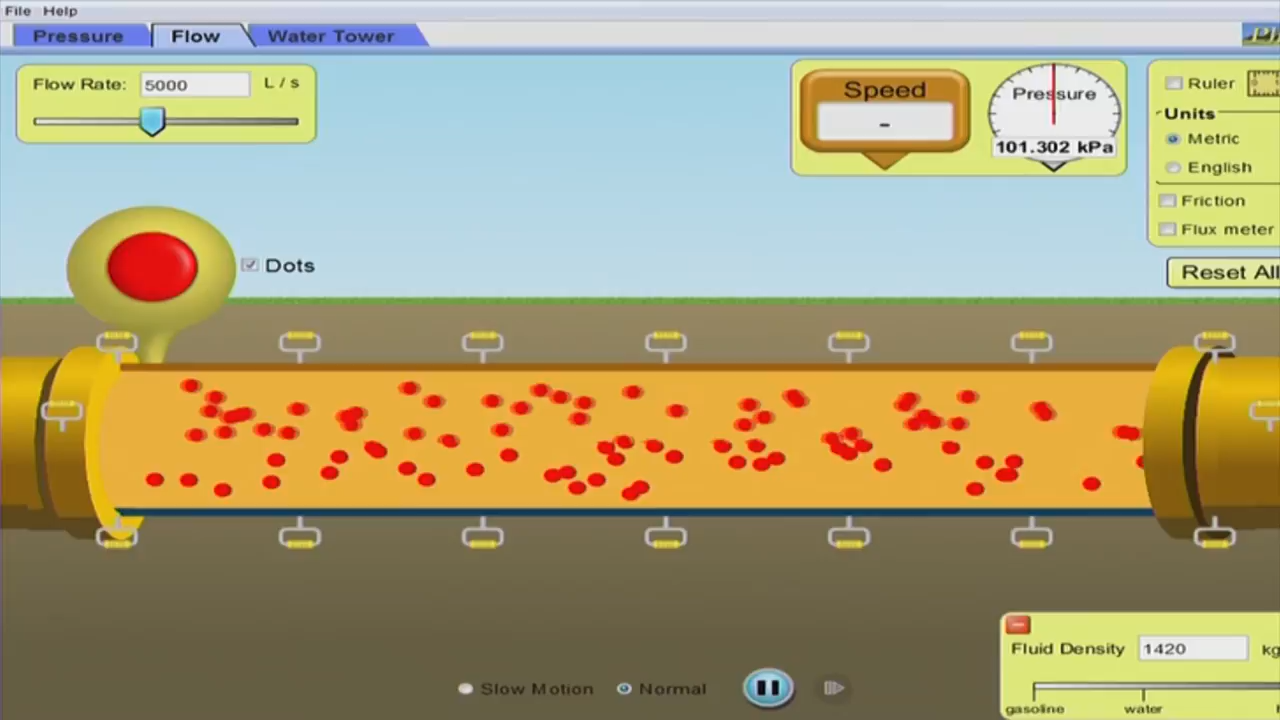 File Help
Pressure Flow Water Tower
Flow Rate: 5000 L / s
Speed
-
Pressure
101.302 kPa
Ruler
Units
Metric
English
Friction
Flux meter
Reset All
Dots
Slow Motion Normal
Fluid Density 1420 kg
gasoline water